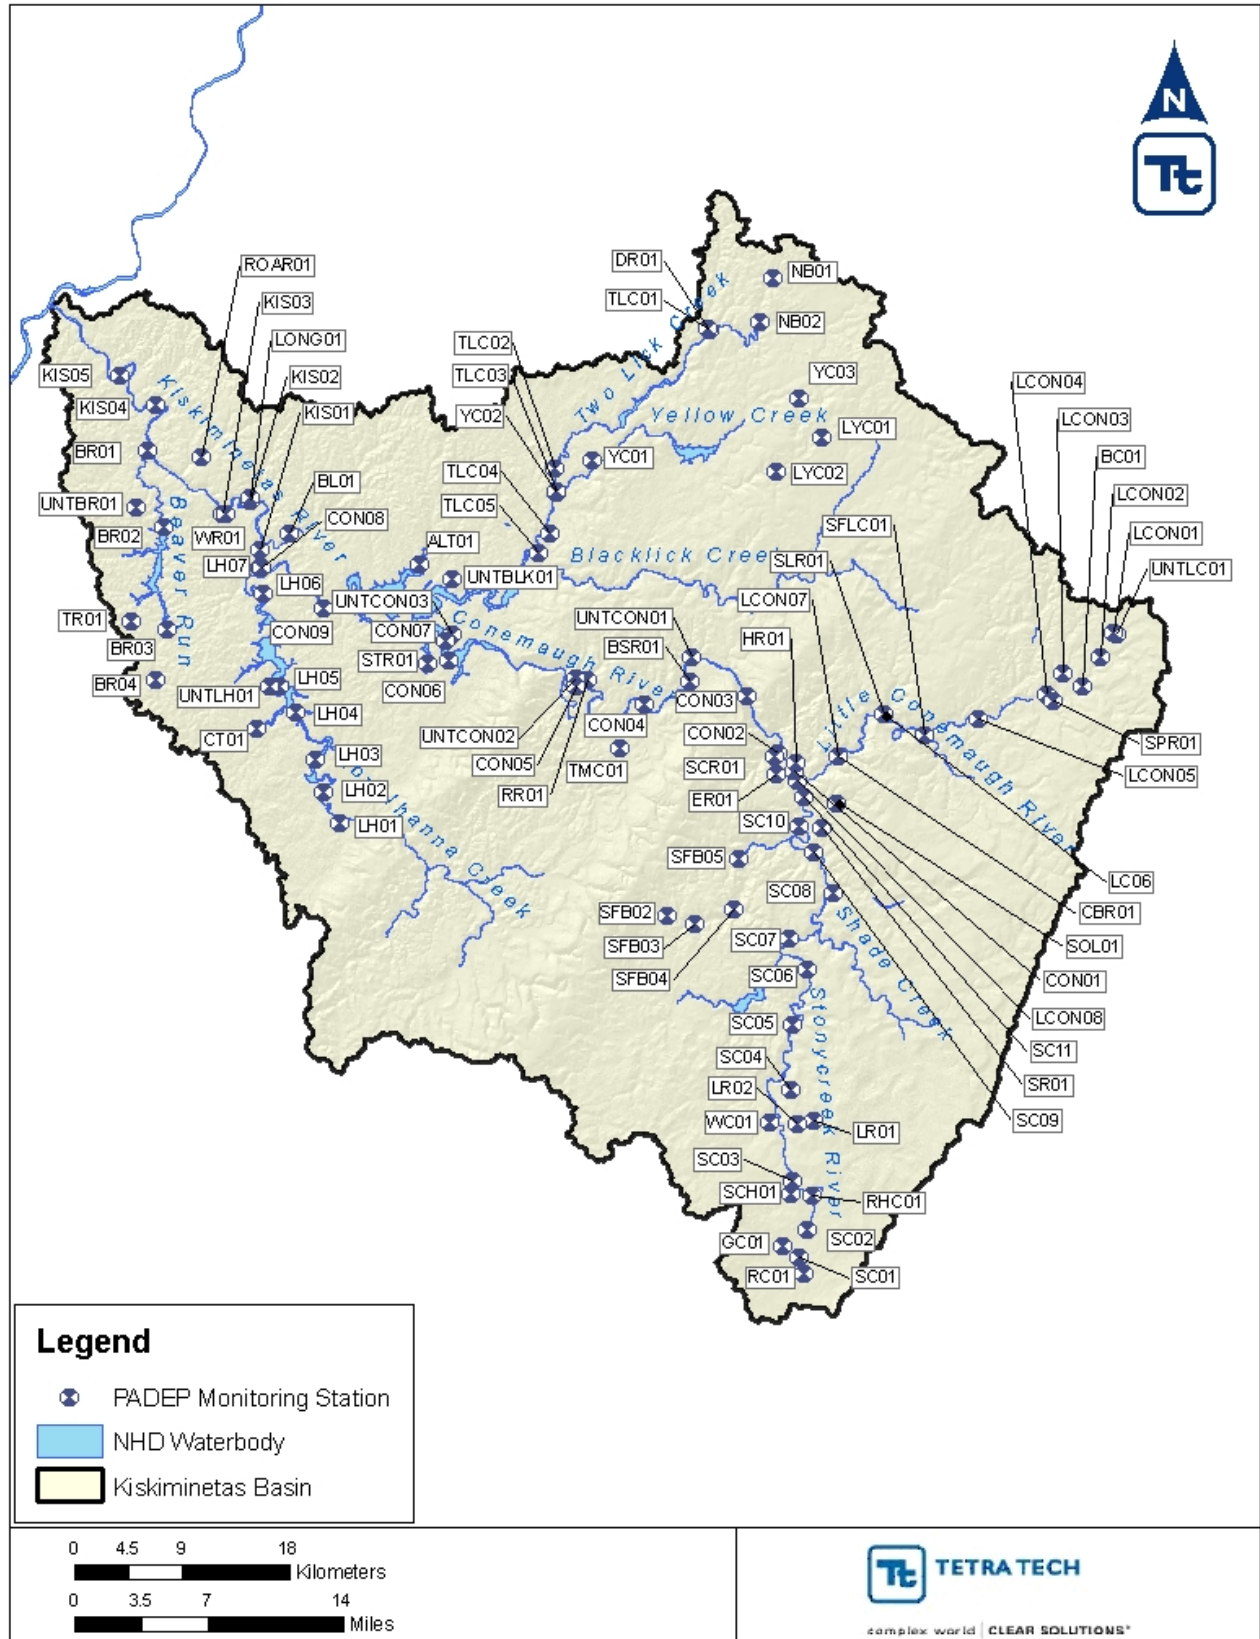 N
Tt
DR01
NB01
TLC01
NB02
ROAR01
KIS03
LONG01
KIS02
KIS01
TLC02
TLC03
YC02
Two Lick Creek
KIS05
KIS04
Kiskiminetas River
YC03
Yellow Creek
LYC01
LCON04
LCON03
BC01
LCON02
LCON01
UNTLC01
BR01
BL01
CON08
TLC04
TLC05
YC01
LYC02
UNTBR01
BR02
Beaver Run
WR01
LH07
LH06
ALT01
UNTBLK01
Blacklick Creek
SFLC01
SLR01
LCON07
HR01
UNTCON03
CON07
CON09
STR01
CON06
Conemaugh River
UNTCON01
BSR01
TR01
BR03
BR04
UNTLH01
LH05
LH04
CT01
CON03
CON04
CON02
SCR01
ER01
Little Conemaugh River
UNTCON02
CON05
RR01
TMC01
SPR01
LCON05
LH03
LH02
LH01
SC10
SFB05
SC08
LC06
CBR01
SOL01
CON01
LCON08
SC11
SR01
SC09
SFB02
SFB03
SFB04
SC07
SC06
Shade Creek
SC05
SC04
Stonycreek River
LR02
WC01
LR01
SC03
SCH01
RHC01
GC01
SC02
RC01
SC01
Legend
PADEP Monitoring Station
NHD Waterbody
Kiskiminetas Basin
0 4.5 9 18
Kilometers
0 3.5 7 14
Miles
Tt TETRA TECH
complex world | CLEAR SOLUTIONS™